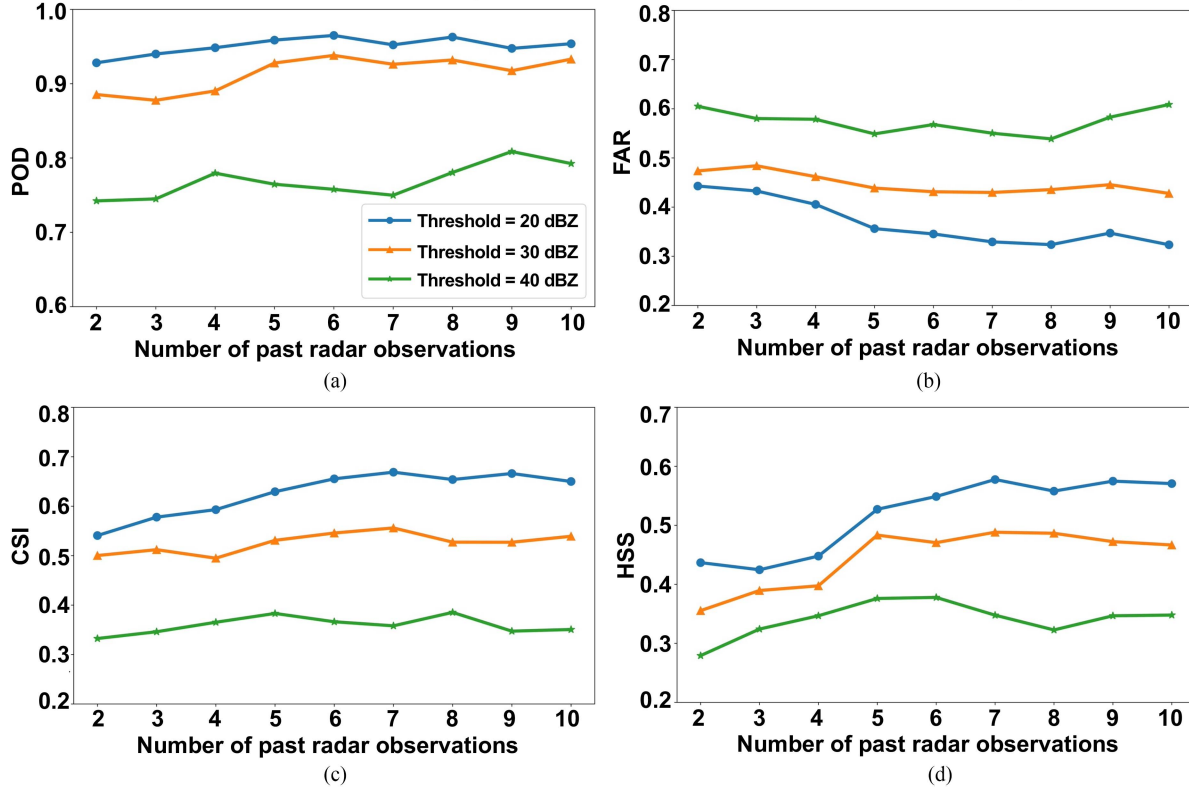 1.0
0.9
0.8
0.7
0.6
POD
Threshold = 20 dBZ
Threshold = 30 dBZ
Threshold = 40 dBZ
2 3 4 5 6 7 8 9 10
Number of past radar observations
(a)
0.8
0.7
0.6
0.5
0.4
0.3
0.2
FAR
2 3 4 5 6 7 8 9 10
Number of past radar observations
(b)
0.8
0.7
0.6
0.5
0.4
0.3
0.2
CSI
2 3 4 5 6 7 8 9 10
Number of past radar observations
(c)
0.7
0.6
0.5
0.4
0.3
0.2
HSS
2 3 4 5 6 7 8 9 10
Number of past radar observations
(d)